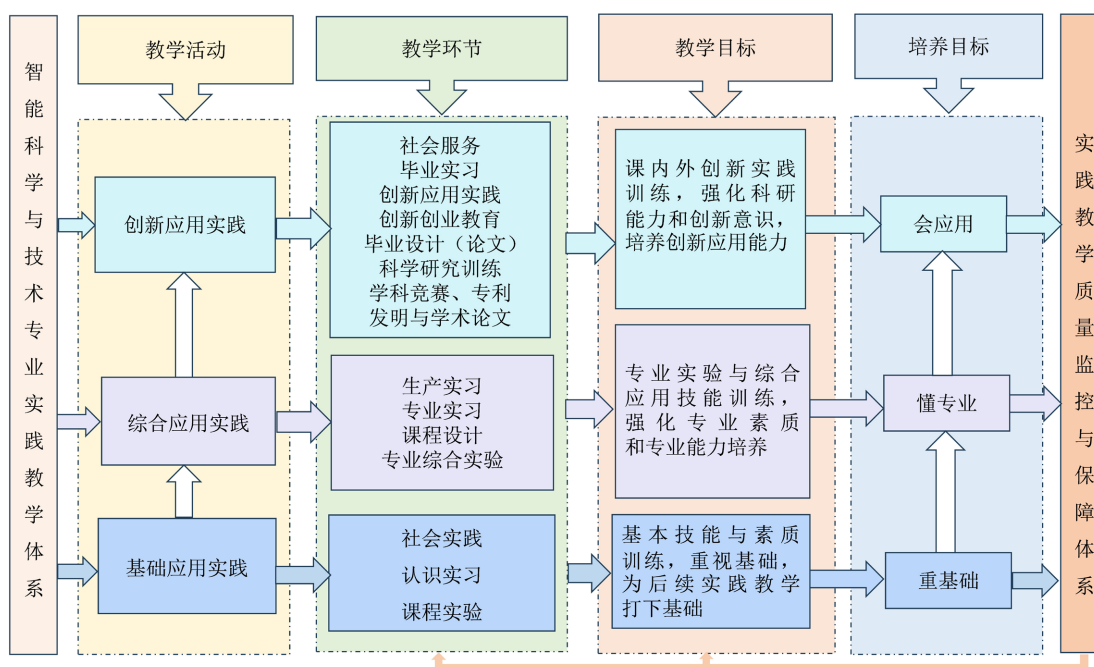 智能科学与技术专业实践教学体系
教学活动
教学环节
教学目标
培养目标
创新应用实践
社会服务
毕业实习
创新应用实践
创新创业教育
毕业设计（论文）
科学研究训练
学科竞赛、专利
发明与学术论文
课内外创新实践
训练，强化科研
能力和创新意识，
培养创新应用能力
会应用
综合应用实践
生产实习
专业实习
课程设计
专业综合实验
专业实验与综合
应用技能训练，
强化专业素质
和专业能力培养
懂专业
基础应用实践
社会实践
认识实习
课程实验
基本技能与素质
训练，重视基础，
为后续实践教学
打下基础
重基础
实践教学质量监控与保障体系